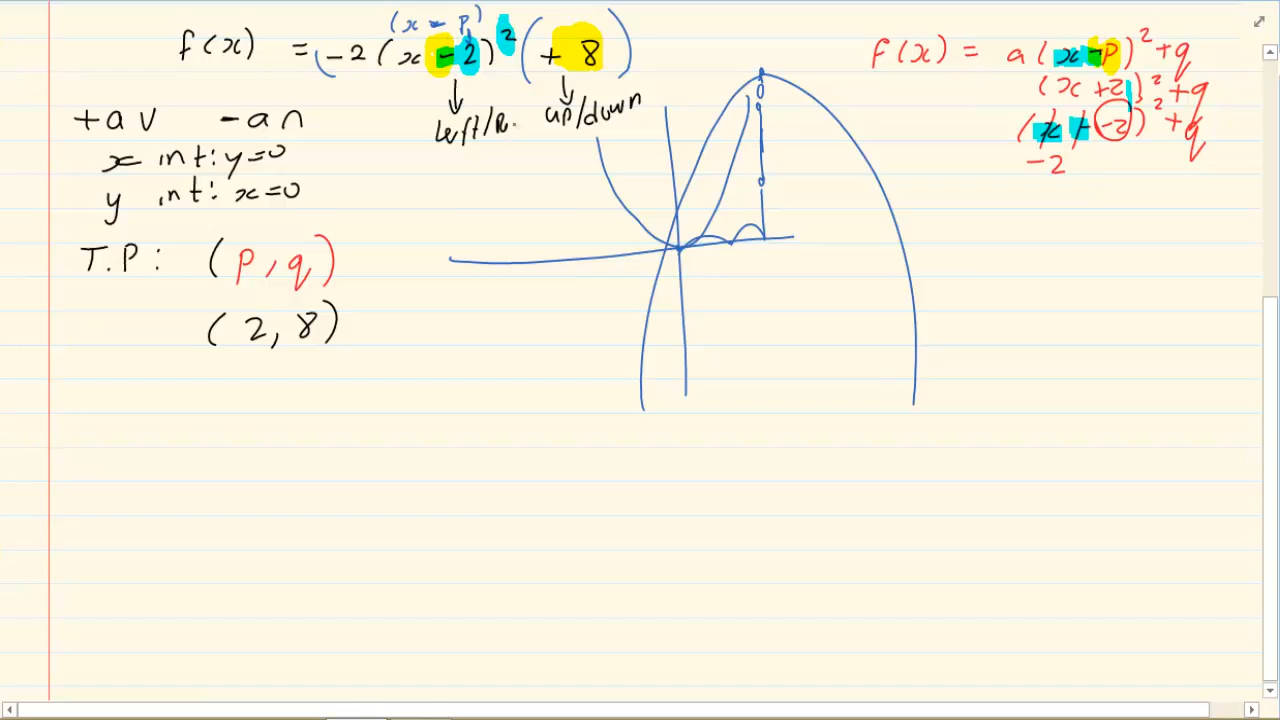 (x - p)
f(x) = (-2(x - 2)² (+ 8)
left/R.
up/down
+a ∨ -a ∩
x int: y=0
y int: x=0
T.P: (p, q)
(2, 8)
f(x) = a(x - p)² + q
(x + 2)² + q
(x - -2)² + q
-2